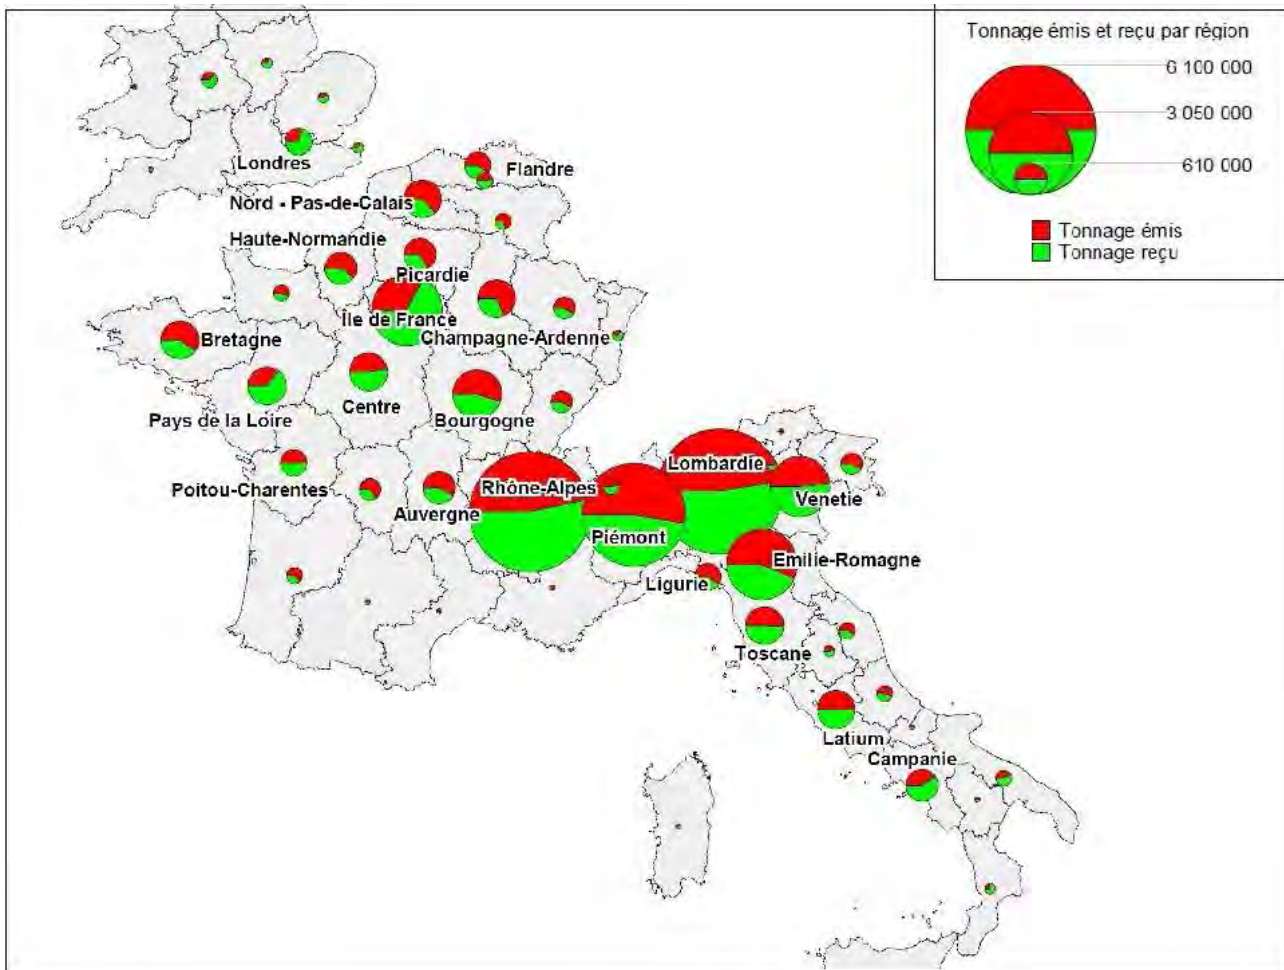 Tonnage émis et reçu par région
6 100 000
3 050 000
610 000
Tonnage émis
Tonnage reçu
Londres
Flandre
Nord - Pas-de-Calais
Haute-Normandie
Picardie
Île de France
Champagne-Ardenne
Bretagne
Centre
Bourgogne
Pays de la Loire
Poitou-Charentes
Auvergne
Rhône-Alpes
Lombardie
Venetie
Piémont
Emilie-Romagne
Ligurie
Toscane
Latium
Campanie